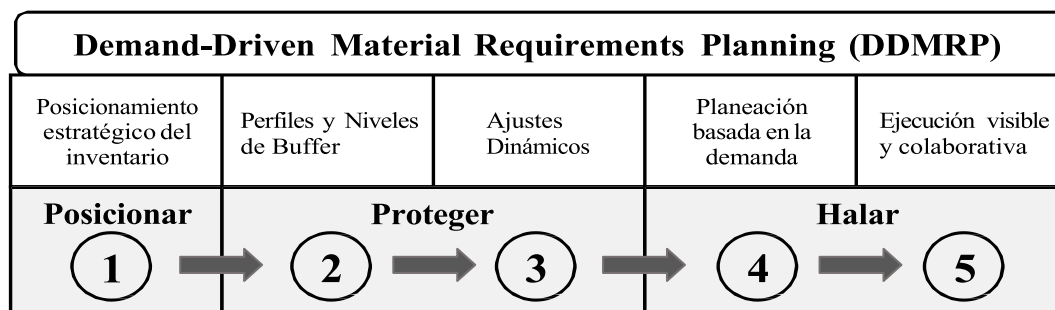 Demand-Driven Material Requirements Planning (DDMRP)
Posicionamiento
estratégico del
inventario
Perfiles y Niveles
de Buffer
Ajustes
Dinámicos
Planeación
basada en la
demanda
Ejecución visible
y colaborativa
Posicionar
Proteger
Halar
1
2
3
4
5